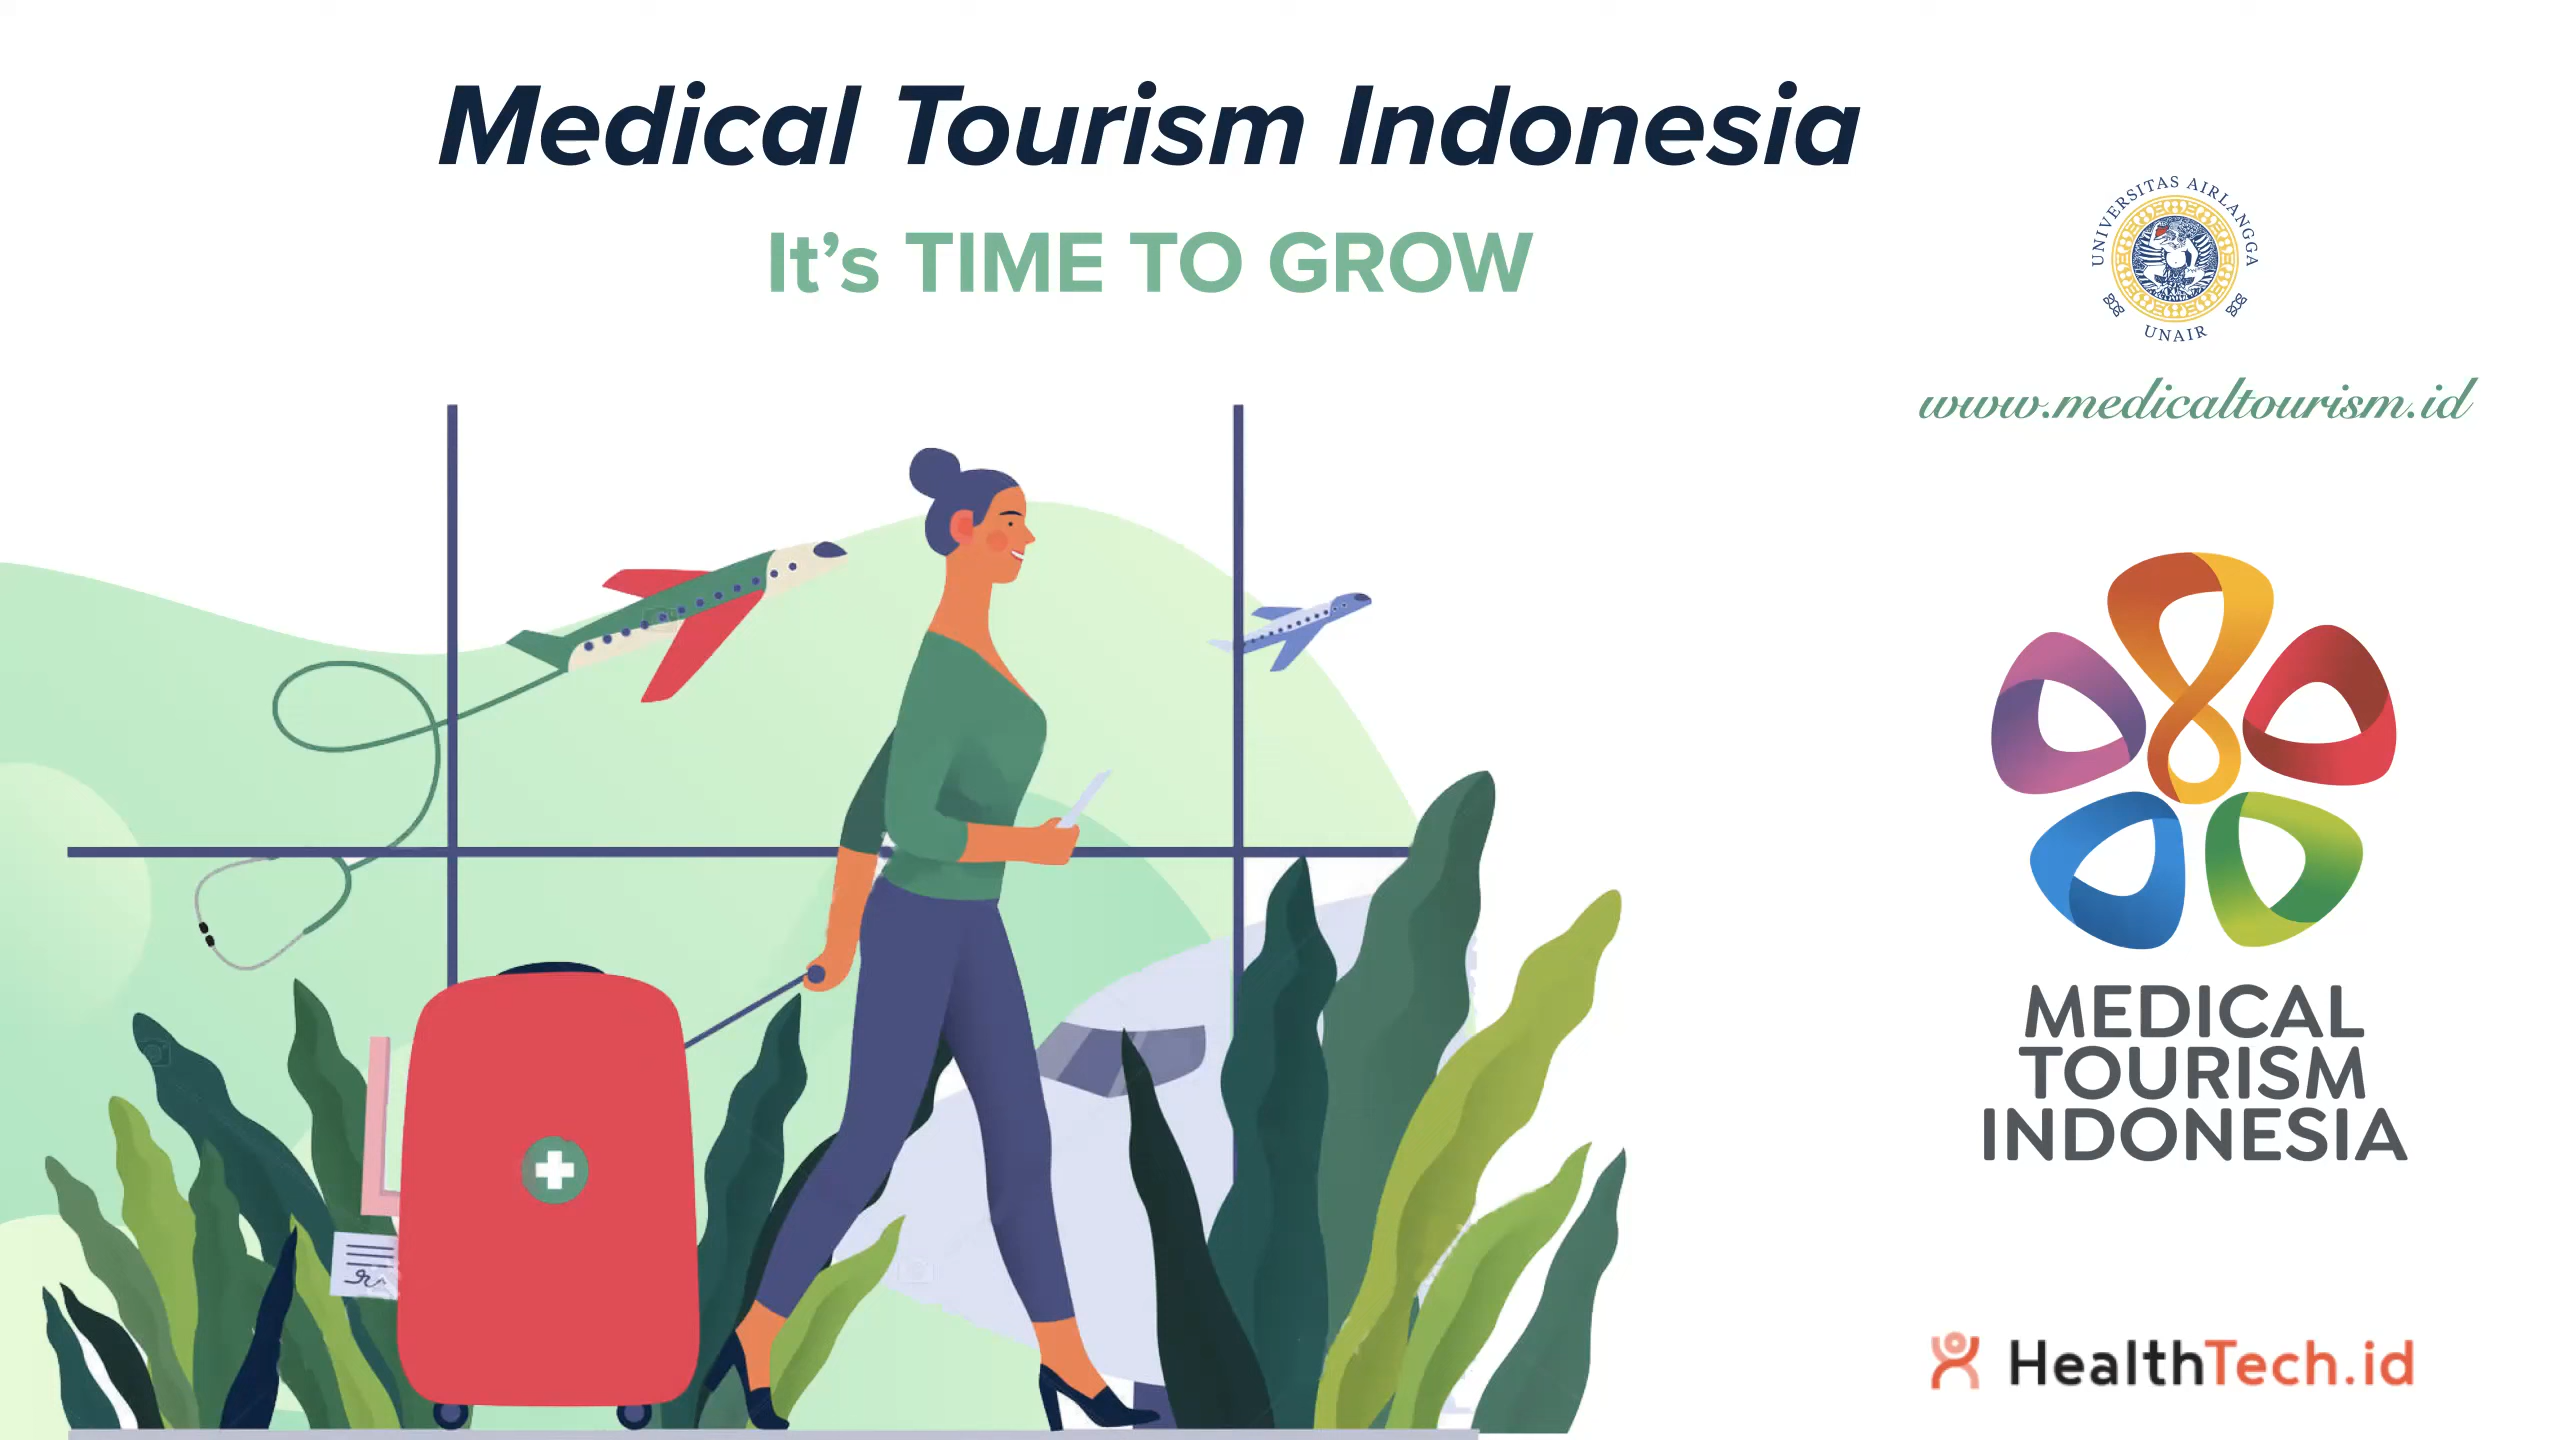 Medical Tourism Indonesia
It's TIME TO GROW
UNIVERSITAS AIRLANGGA
UNAIR
www.medicaltourism.id
MEDICAL
TOURISM
INDONESIA
HealthTech.id